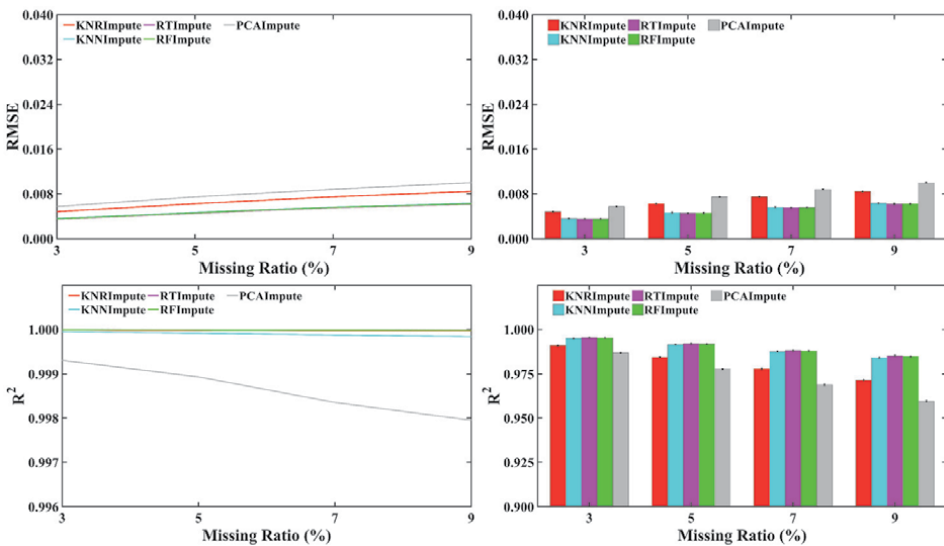 0.040
0.032
0.024
0.016
0.008
0.000
RMSE
KNRImpute RTImpute PCAImpute
KNNImpute RFImpute
3 5 7 9
Missing Ratio (%)
0.040
0.032
0.024
0.016
0.008
0.000
RMSE
KNRImpute RTImpute PCAImpute
KNNImpute RFImpute
3 5 7 9
Missing Ratio (%)
1.000
0.999
0.998
0.997
0.996
R²
KNRImpute RTImpute PCAImpute
KNNImpute RFImpute
3 5 7 9
Missing Ratio (%)
1.000
0.975
0.950
0.925
0.900
R²
KNRImpute RTImpute PCAImpute
KNNImpute RFImpute
3 5 7 9
Missing Ratio (%)